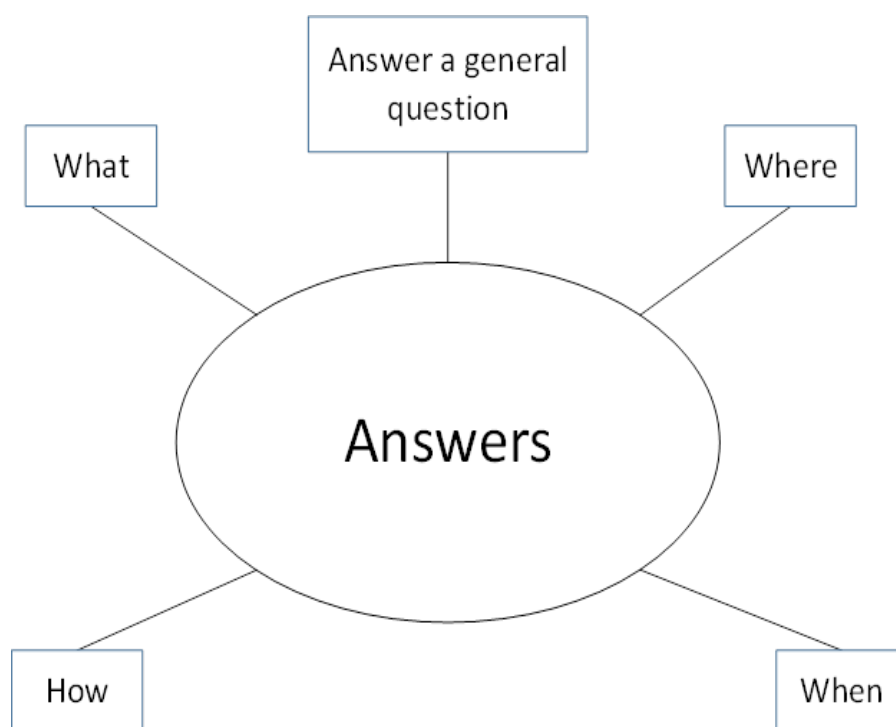 Answer a general
question
What
Where
Answers
How
When